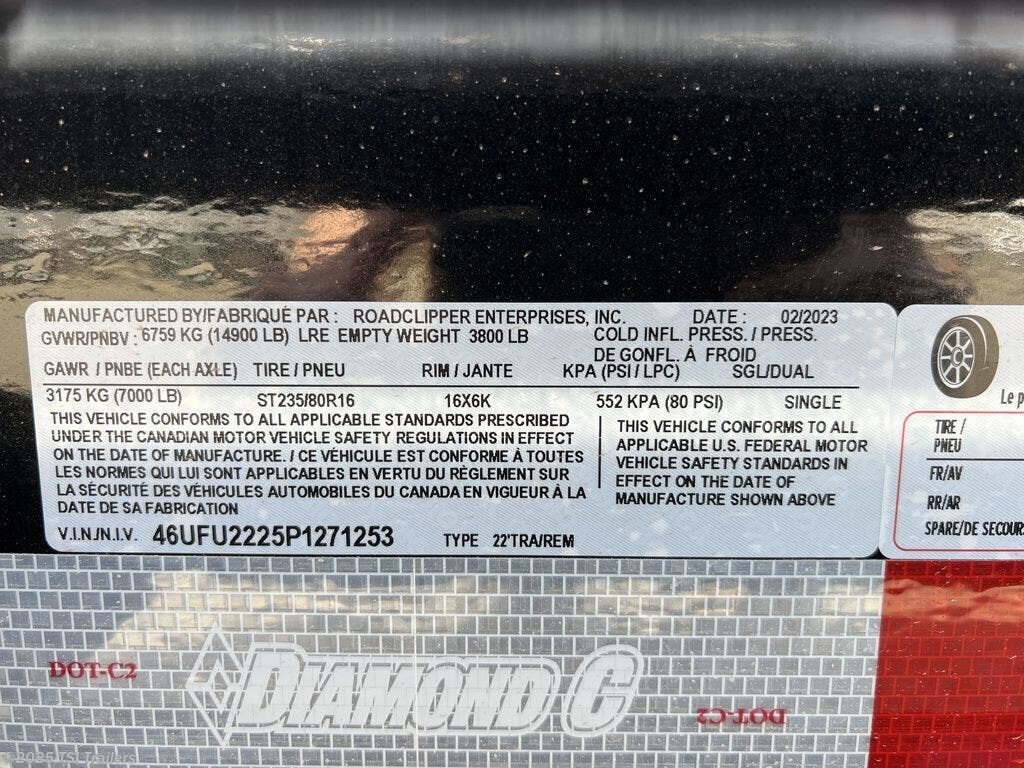 MANUFACTURED BY/FABRIQUÉ PAR : ROADCLIPPER ENTERPRISES, INC. DATE : 02/2023
GVWR/PNBV : 6759 KG (14900 LB) LRE EMPTY WEIGHT 3800 LB COLD INFL. PRESS. / PRESS.
DE GONFL. À FROID
GAWR / PNBE (EACH AXLE) TIRE / PNEU RIM / JANTE KPA (PSI / LPC) SGL/DUAL
3175 KG (7000 LB) ST235/80R16 16X6K 552 KPA (80 PSI) SINGLE
THIS VEHICLE CONFORMS TO ALL APPLICABLE STANDARDS PRESCRIBED
UNDER THE CANADIAN MOTOR VEHICLE SAFETY REGULATIONS IN EFFECT
ON THE DATE OF MANUFACTURE. / CE VÉHICULE EST CONFORME À TOUTES
LES NORMES QUI LUI SONT APPLICABLES EN VERTU DU RÈGLEMENT SUR
LA SÉCURITÉ DES VÉHICULES AUTOMOBILES DU CANADA EN VIGUEUR À LA
DATE DE SA FABRICATION
THIS VEHICLE CONFORMS TO ALL
APPLICABLE U.S. FEDERAL MOTOR
VEHICLE SAFETY STANDARDS IN
EFFECT ON THE DATE OF
MANUFACTURE SHOWN ABOVE
V.I.N./N.I.V. 46UFU2225P1271253 TYPE 22'TRA/REM
Le p
TIRE /
PNEU
FR/AV
RR/AR
SPARE/DE SECOURS
DOT-C2
DIAMOND C
DOT-C2
©2025 TSI Trailers